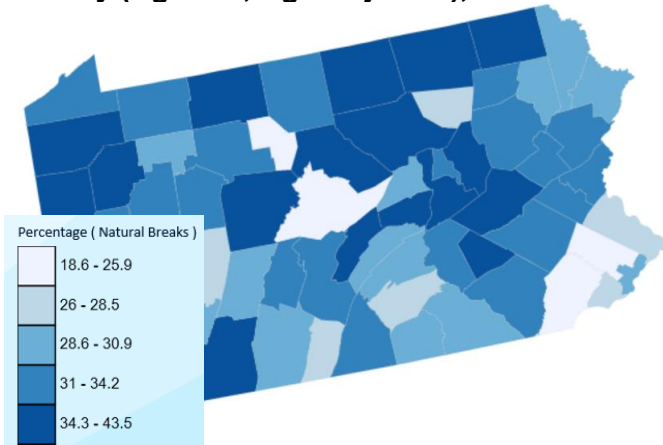 Percentage ( Natural Breaks )
18.6 - 25.9
26 - 28.5
28.6 - 30.9
31 - 34.2
34.3 - 43.5